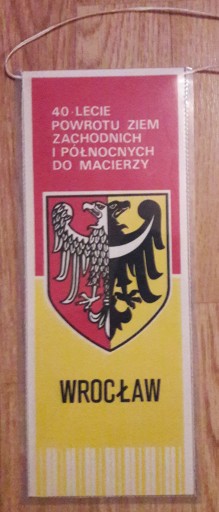 40-LECIE
POWROTU ZIEM
ZACHODNICH
I PÓŁNOCNYCH
DO MACIERZY
WROCŁAW